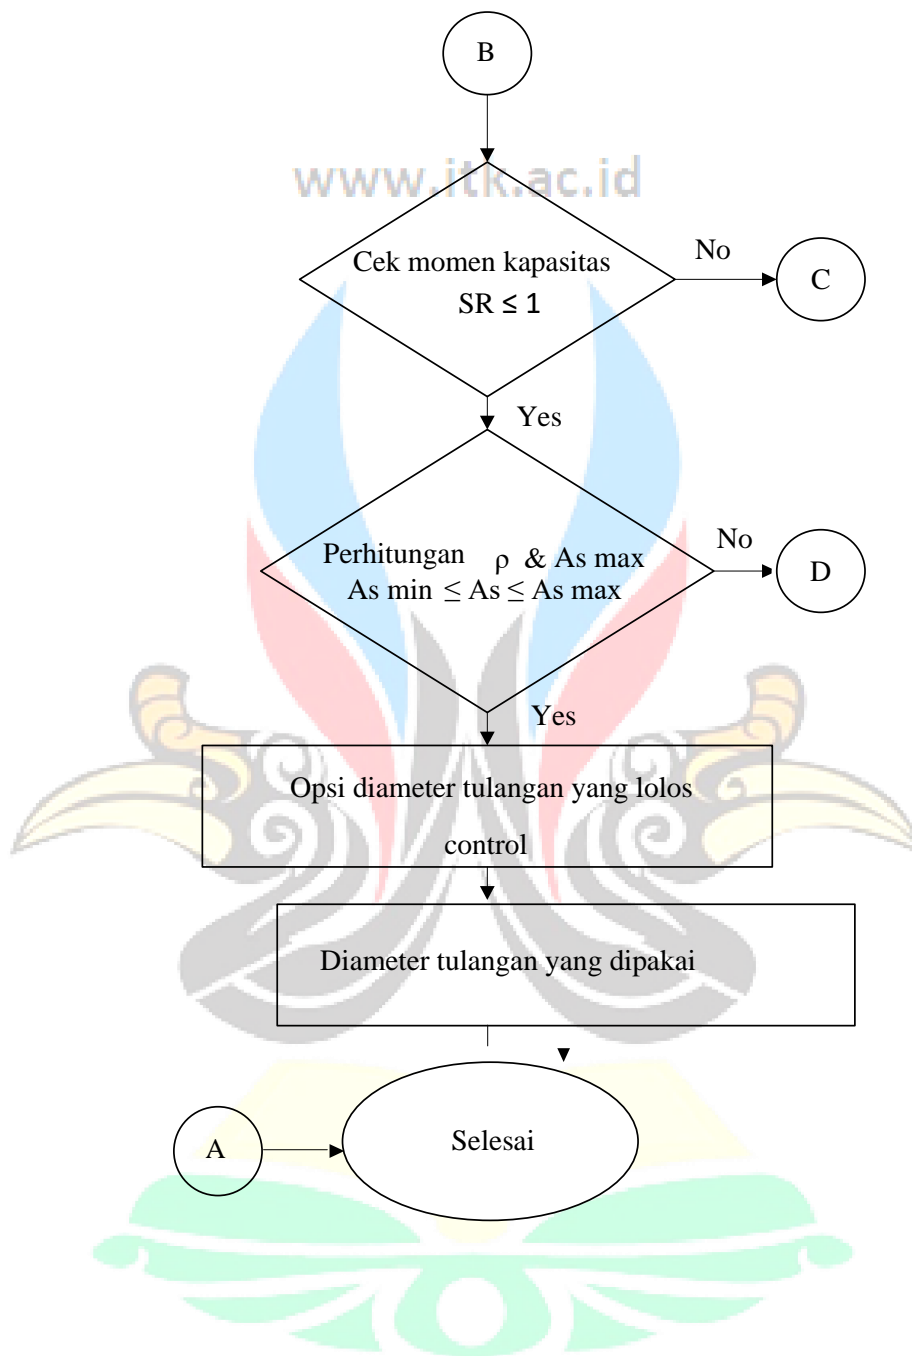 B
www.itk.ac.id
Cek momen kapasitas
SR ≤ 1
No
C
Yes
Perhitungan ρ & As max
As min ≤ As ≤ As max
No
D
Yes
Opsi diameter tulangan yang lolos
control
Diameter tulangan yang dipakai
A
Selesai